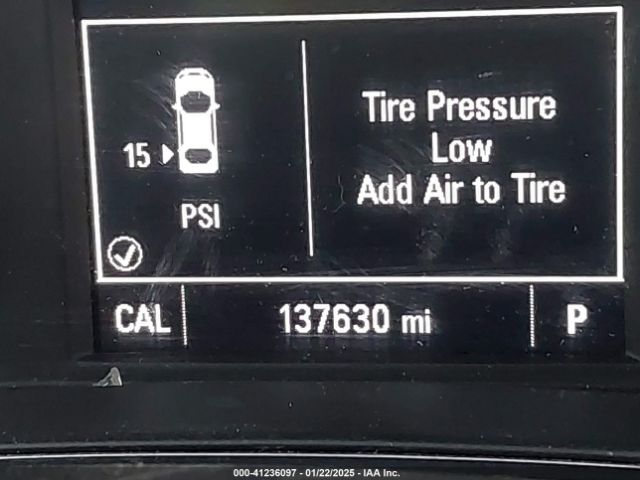 Tire Pressure
Low
Add Air to Tire
15
PSI
CAL 137630 mi P
000-41236097 - 01/22/2025 - IAA Inc.